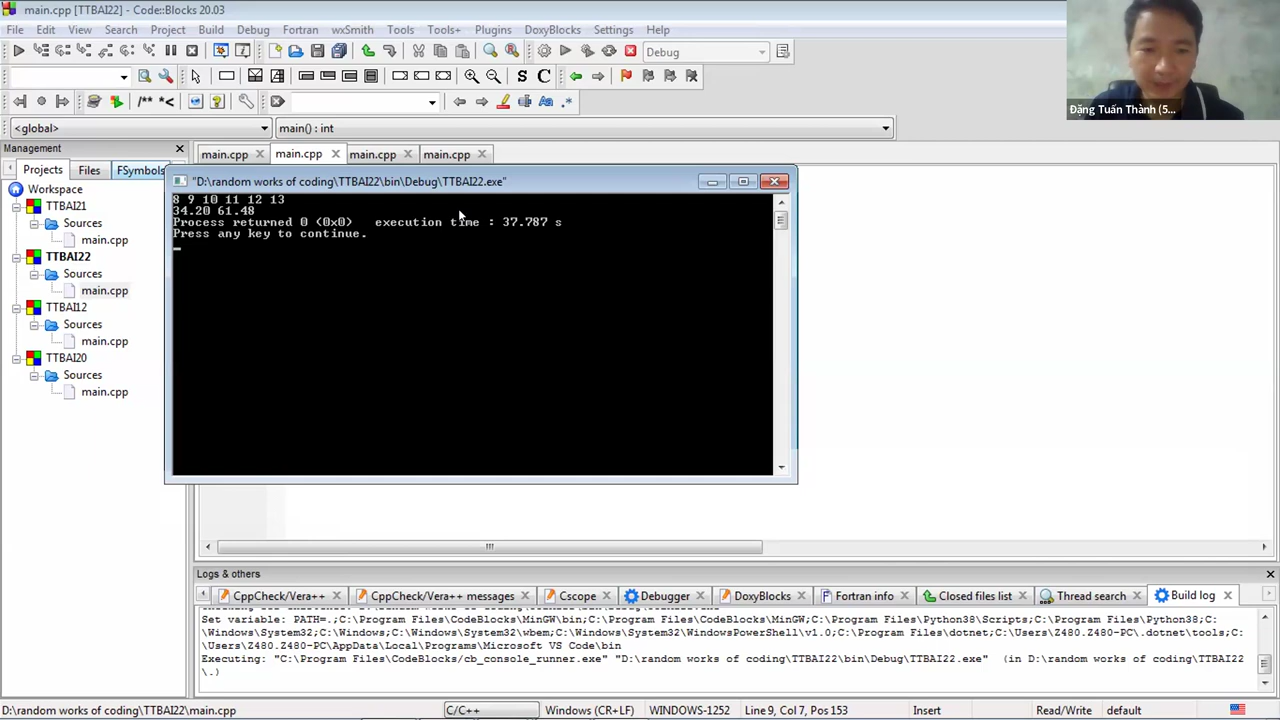 main.cpp [TTBAI22] - Code::Blocks 20.03
File Edit View Search Project Build Debug Fortran wxSmith Tools Tools+ Plugins DoxyBlocks Settings Help
Debug
S C
/** *<
Aa .*
Đặng Tuấn Thành (5...
<global>
main() : int
Management
main.cpp main.cpp main.cpp main.cpp
Projects Files FSymbols
Workspace
TTBAI21
Sources
main.cpp
TTBAI22
Sources
main.cpp
TTBAI12
Sources
main.cpp
TTBAI20
Sources
main.cpp
"D:\random works of coding\TTBAI22\bin\Debug\TTBAI22.exe"
8 9 10 11 12 13
34.20 61.48
Process returned 0 (0x0)   execution time : 37.787 s
Press any key to continue.
Logs & others
CppCheck/Vera++ CppCheck/Vera++ messages Cscope Debugger DoxyBlocks Fortran info Closed files list Search results Build log
Set variable: PATH=.;C:\Program Files\CodeBlocks\MinGW\bin;C:\Program Files\CodeBlocks\MinGW;C:\Program Files\Python38\Scripts;C:\Program Files\Python38;C:
\Windows\System32;C:\Windows;C:\Windows\System32\wbem;C:\Windows\System32\WindowsPowerShell\v1.0;C:\Program Files\dotnet;C:\Users\Z480.Z480-PC\.dotnet\tools;C:
\Users\Z480.Z480-PC\AppData\Local\Programs\Microsoft VS Code\bin
Executing: "C:\Program Files\CodeBlocks/cb_console_runner.exe" "D:\random works of coding\TTBAI22\bin\Debug\TTBAI22.exe"  (in D:\random works of coding\TTBAI22
\.)
D:\random works of coding\TTBAI22\main.cpp C/C++ Windows (CR+LF) WINDOWS-1252 Line 9, Col 7, Pos 153 Insert Read/Write default